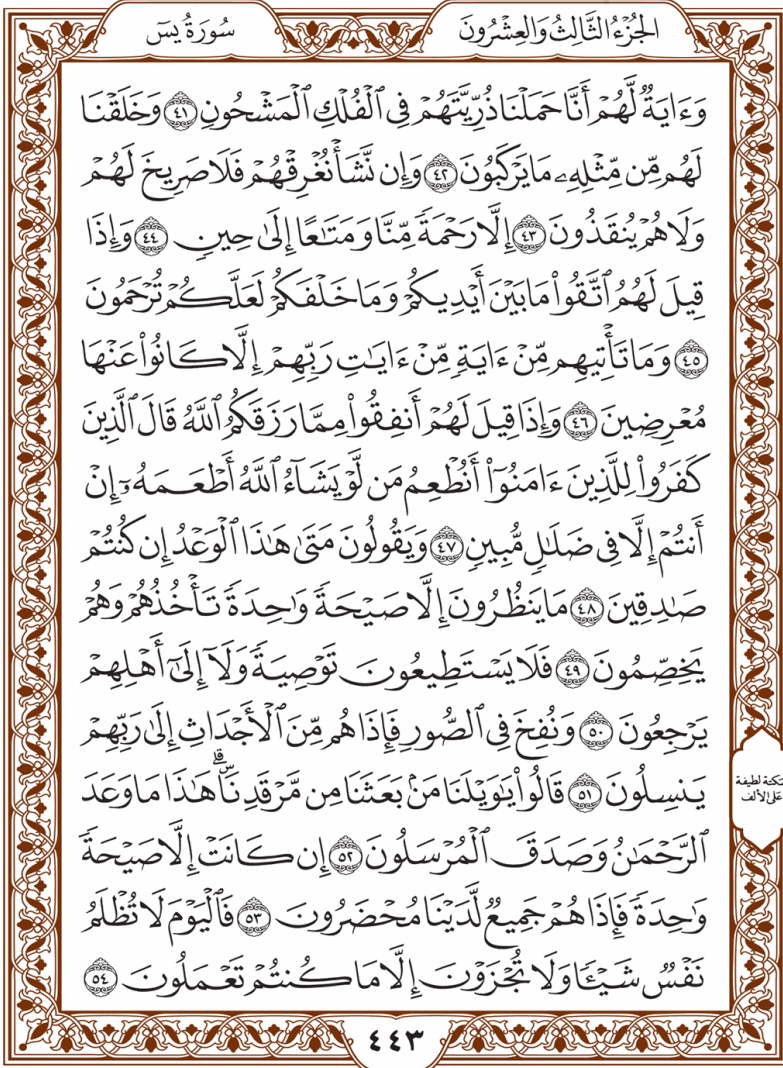 الجُزْءُ الثَّالِثُ وَالعِشْرُونَ
سُورَةُ يسٓ
وَءَايَةٌ لَّهُمْ أَنَّا حَمَلْنَا ذُرِّيَّتَهُمْ فِى ٱلْفُلْكِ ٱلْمَشْحُونِ ٤١ وَخَلَقْنَا
لَهُم مِّن مِّثْلِهِۦ مَا يَرْكَبُونَ ٤٢ وَإِن نَّشَأْ نُغْرِقْهُمْ فَلَا صَرِيخَ لَهُمْ
وَلَا هُمْ يُنقَذُونَ ٤٣ إِلَّا رَحْمَةً مِّنَّا وَمَتَٰعًا إِلَىٰ حِينٍ ٤٤ وَإِذَا
قِيلَ لَهُمُ ٱتَّقُوا۟ مَا بَيْنَ أَيْدِيكُمْ وَمَا خَلْفَكُمْ لَعَلَّكُمْ تُرْحَمُونَ
٤٥ وَمَا تَأْتِيهِم مِّنْ ءَايَةٍ مِّنْ ءَايَٰتِ رَبِّهِمْ إِلَّا كَانُوا۟ عَنْهَا
مُعْرِضِينَ ٤٦ وَإِذَا قِيلَ لَهُمْ أَنفِقُوا۟ مِمَّا رَزَقَكُمُ ٱللَّهُ قَالَ ٱلَّذِينَ
كَفَرُوا۟ لِلَّذِينَ ءَامَنُوٓا۟ أَنُطْعِمُ مَن لَّوْ يَشَآءُ ٱللَّهُ أَطْعَمَهُۥٓ إِنْ
أَنتُمْ إِلَّا فِى ضَلَٰلٍ مُّبِينٍ ٤٧ وَيَقُولُونَ مَتَىٰ هَٰذَا ٱلْوَعْدُ إِن كُنتُمْ
صَٰدِقِينَ ٤٨ مَا يَنظُرُونَ إِلَّا صَيْحَةً وَٰحِدَةً تَأْخُذُهُمْ وَهُمْ
يَخِصِّمُونَ ٤٩ فَلَا يَسْتَطِيعُونَ تَوْصِيَةً وَلَآ إِلَىٰٓ أَهْلِهِمْ
يَرْجِعُونَ ٥٠ وَنُفِخَ فِى ٱلصُّورِ فَإِذَا هُم مِّنَ ٱلْأَجْدَاثِ إِلَىٰ رَبِّهِمْ
يَنسِلُونَ ٥١ قَالُوا۟ يَٰوَيْلَنَا مَنۢ بَعَثَنَا مِن مَّرْقَدِنَاۜۗ هَٰذَا مَا وَعَدَ
ٱلرَّحْمَٰنُ وَصَدَقَ ٱلْمُرْسَلُونَ ٥٢ إِن كَانَتْ إِلَّا صَيْحَةً
وَٰحِدَةً فَإِذَا هُمْ جَمِيعٌ لَّدَيْنَا مُحْضَرُونَ ٥٣ فَٱلْيَوْمَ لَا تُظْلَمُ
نَفْسٌ شَيْـًٔا وَلَا تُجْزَوْنَ إِلَّا مَا كُنتُمْ تَعْمَلُونَ ٥٤
سكتة لطيفة
على الألف
٤٤٣